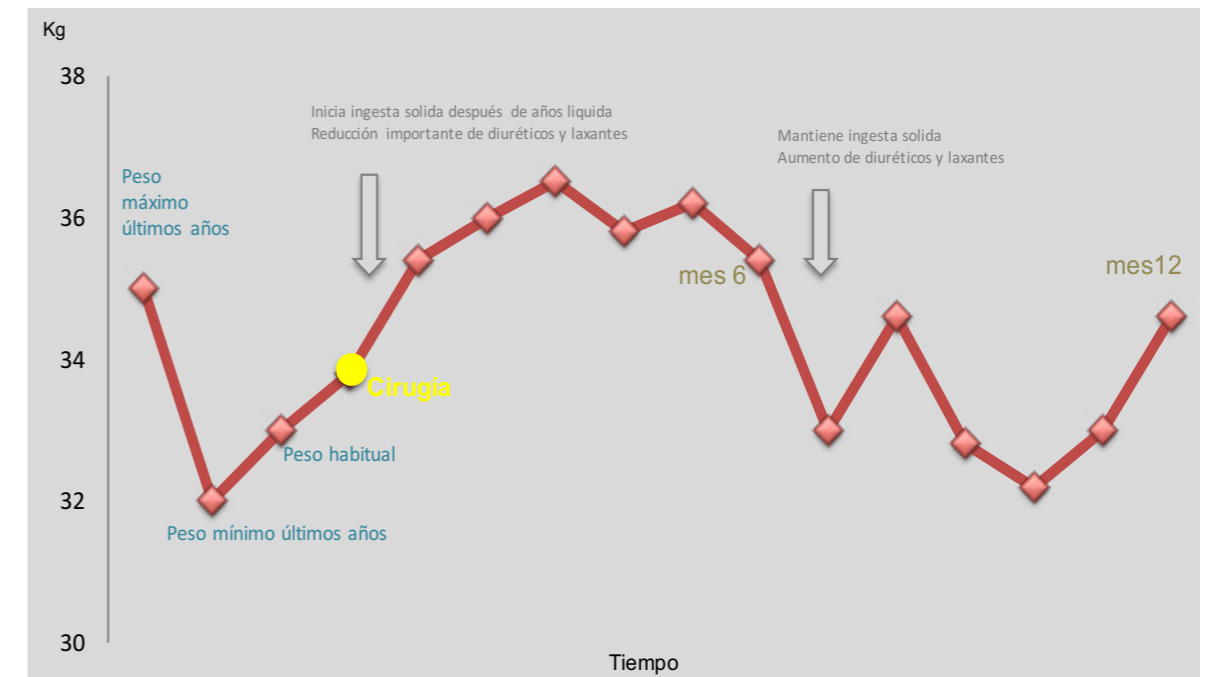 Kg
38
Inicia ingesta solida después de años liquida
Reducción importante de diuréticos y laxantes
Mantiene ingesta solida
Aumento de diuréticos y laxantes
Peso
máximo
últimos años
36
mes 6
mes12
34
Cirugia
Peso habitual
32
Peso mínimo últimos años
30
Tiempo